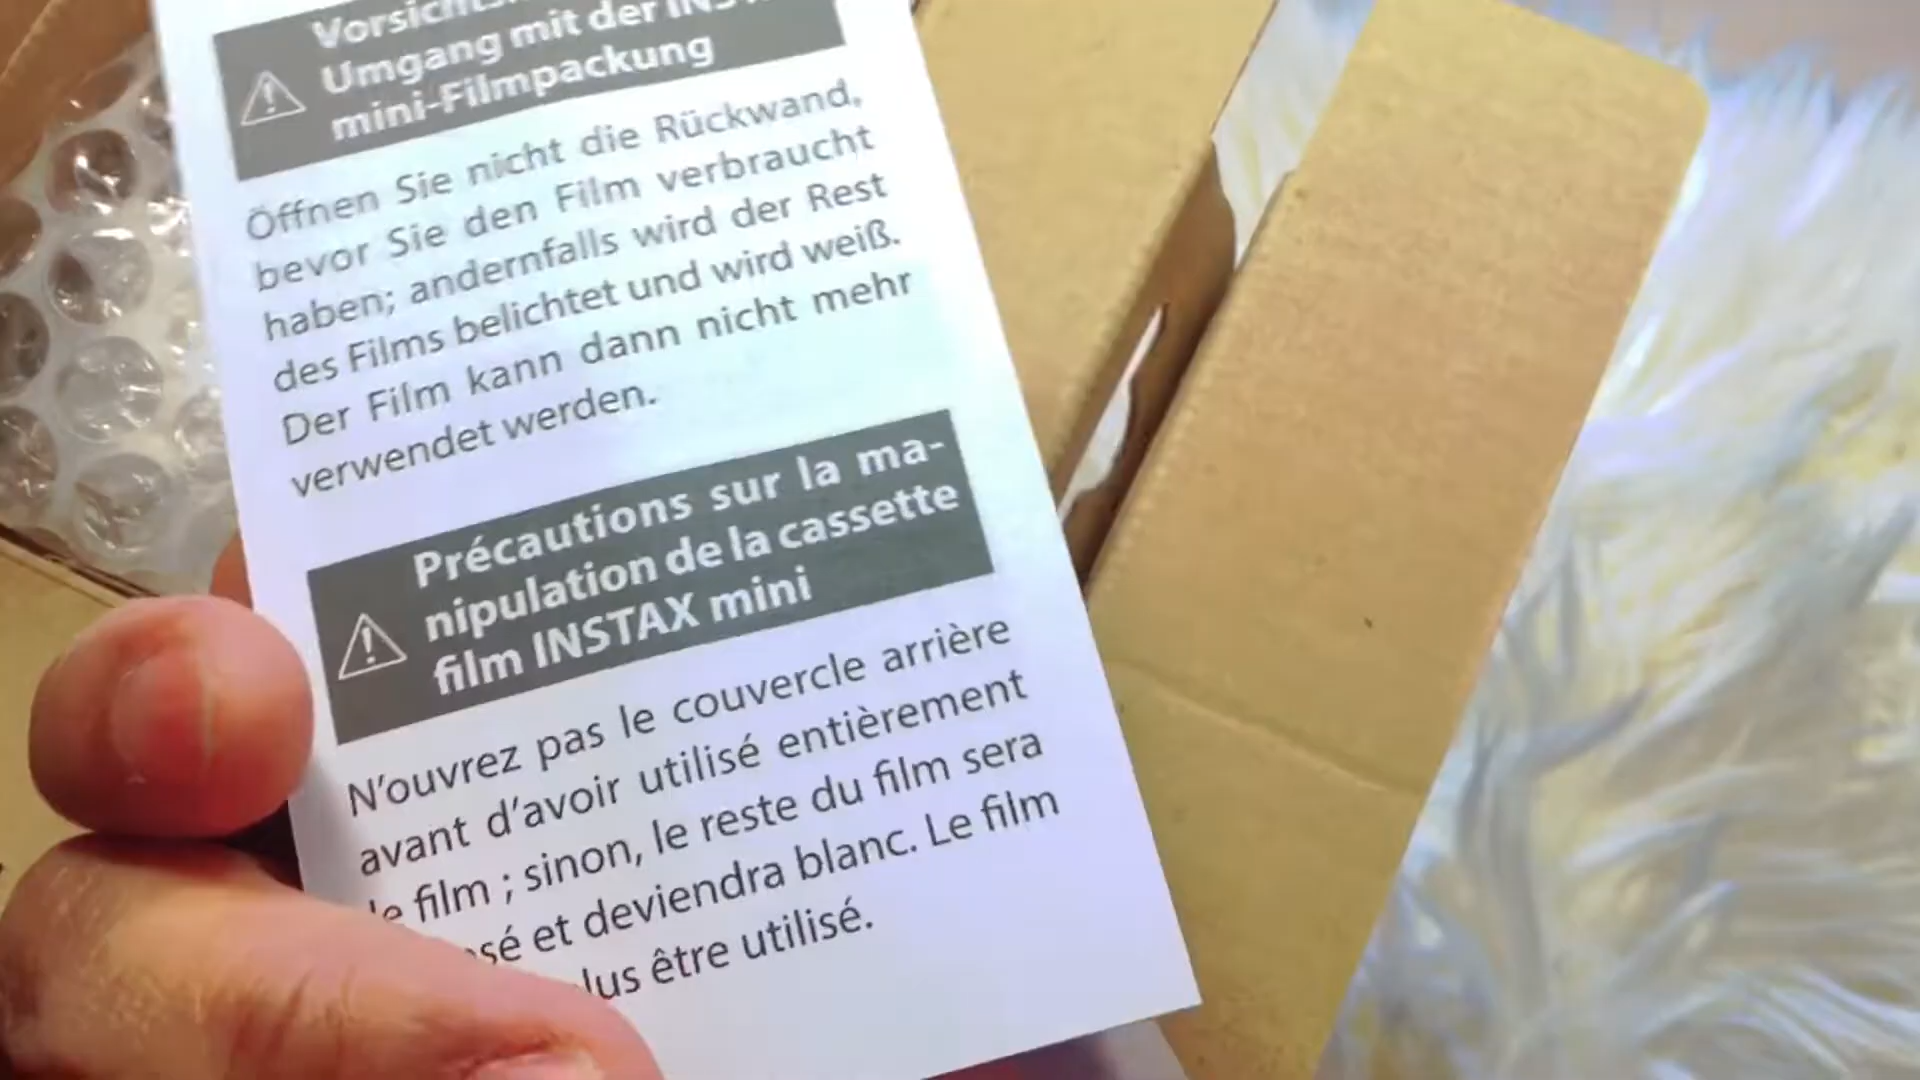 Umgang mit der
mini-Filmpackung
Öffnen Sie nicht die Rückwand,
bevor Sie den Film verbraucht
haben; andernfalls wird der Rest
des Films belichtet und wird weiß.
Der Film kann dann nicht mehr
verwendet werden.
Précautions sur la ma-
nipulation de la cassette
film INSTAX mini
N'ouvrez pas le couvercle arrière
avant d'avoir utilisé entièrement
film ; sinon, le reste du film sera
et deviendra blanc. Le film
être utilisé.